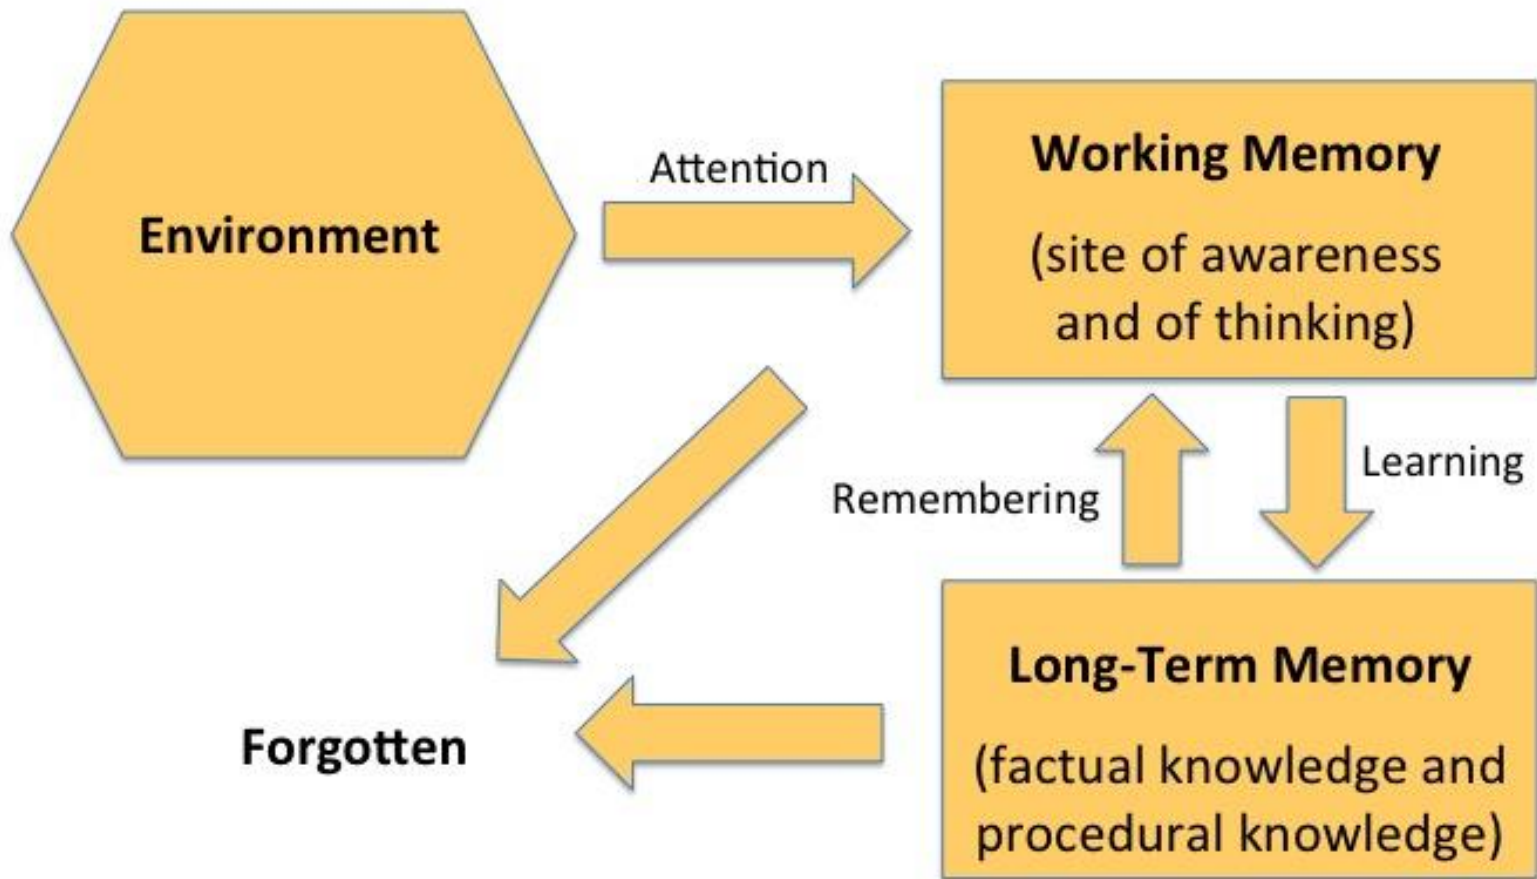 Environment
Attention
Working Memory
(site of awareness
and of thinking)
Remembering
Learning
Long-Term Memory
(factual knowledge and
procedural knowledge)
Forgotten